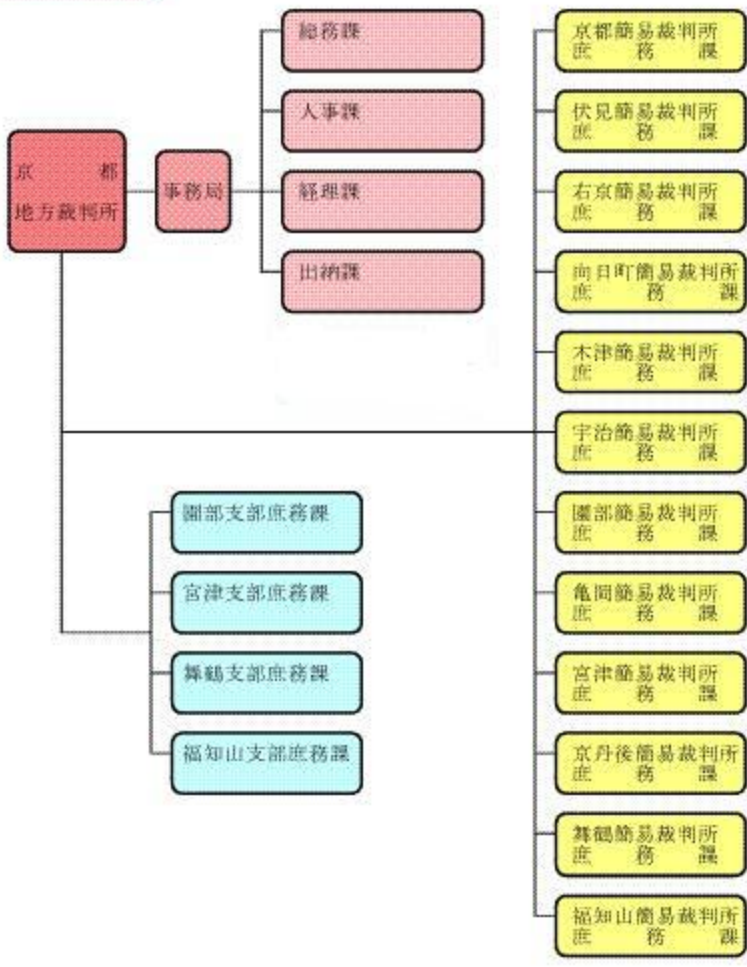 京都
地方裁判所
事務局
総務課
人事課
経理課
出納課
園部支部庶務課
宮津支部庶務課
舞鶴支部庶務課
福知山支部庶務課
京都簡易裁判所
庶務課
伏見簡易裁判所
庶務課
右京簡易裁判所
庶務課
向日町簡易裁判所
庶務課
木津簡易裁判所
庶務課
宇治簡易裁判所
庶務課
園部簡易裁判所
庶務課
亀岡簡易裁判所
庶務課
宮津簡易裁判所
庶務課
京丹後簡易裁判所
庶務課
舞鶴簡易裁判所
庶務課
福知山簡易裁判所
庶務課